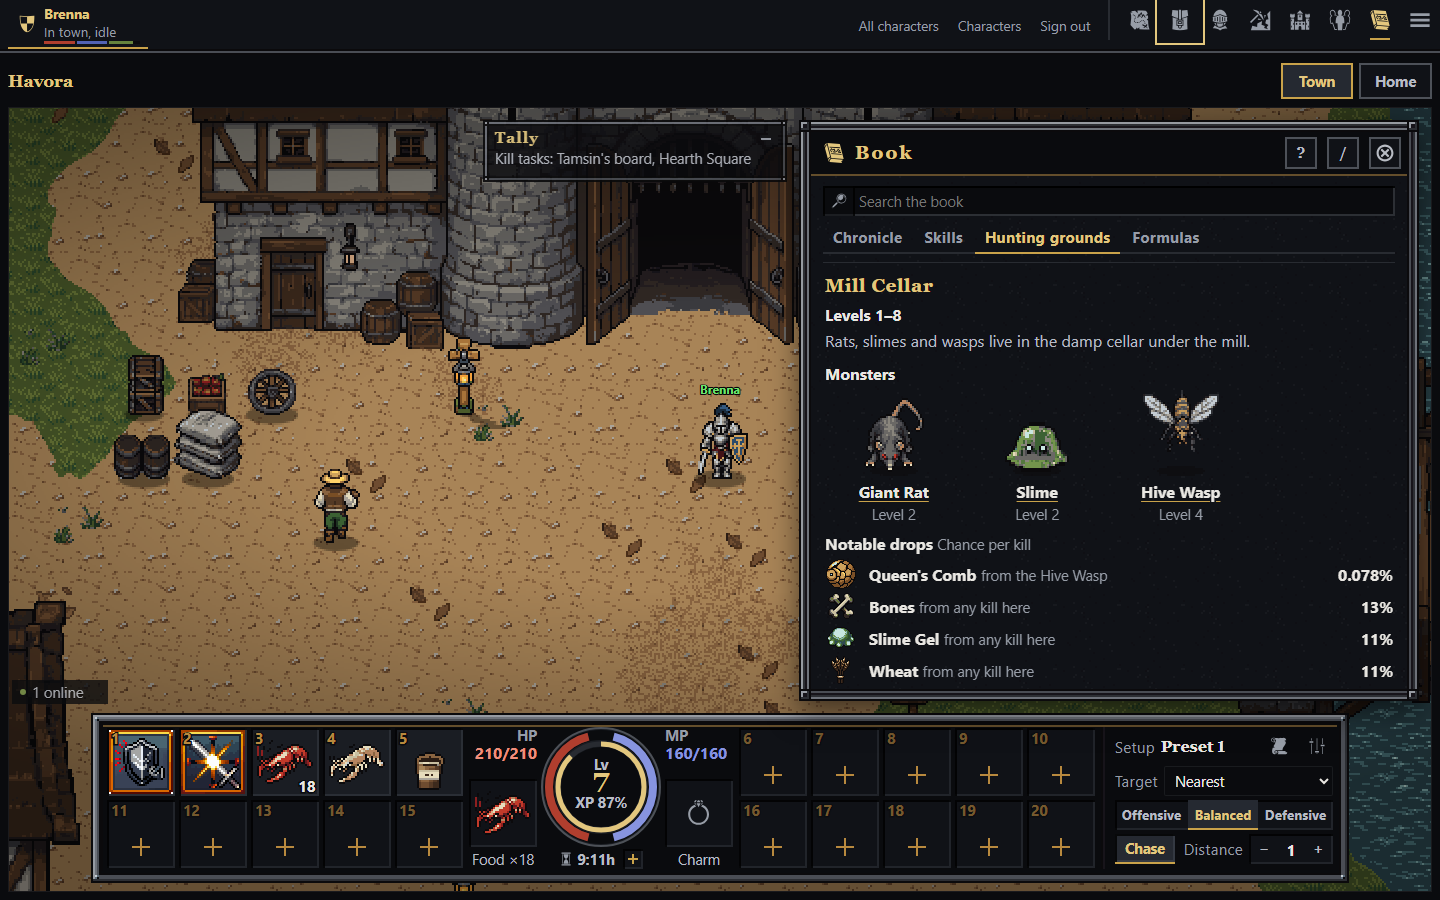 Brenna
In town, idle
All characters
Characters
Sign out
Havora
Town
Home
Tally
Kill tasks: Tamsin's board, Hearth Square
Book
?
/
Search the book
Chronicle
Skills
Hunting grounds
Formulas
Mill Cellar
Levels 1–8
Rats, slimes and wasps live in the damp cellar under the mill.
Monsters
Giant Rat
Level 2
Slime
Level 2
Hive Wasp
Level 4
Notable drops Chance per kill
Queen's Comb from the Hive Wasp 0.078%
Bones from any kill here 13%
Slime Gel from any kill here 11%
Wheat from any kill here 11%
Brenna
1 online
1
2
3
18
4
5
HP
210/210
Lv
7
XP 87%
MP
160/160
6
7
8
9
10
11
12
13
14
15
Food ×18
9:11h
+
Charm
16
17
18
19
20
Setup Preset 1
Target Nearest
Offensive
Balanced
Defensive
Chase
Distance
− 1 +